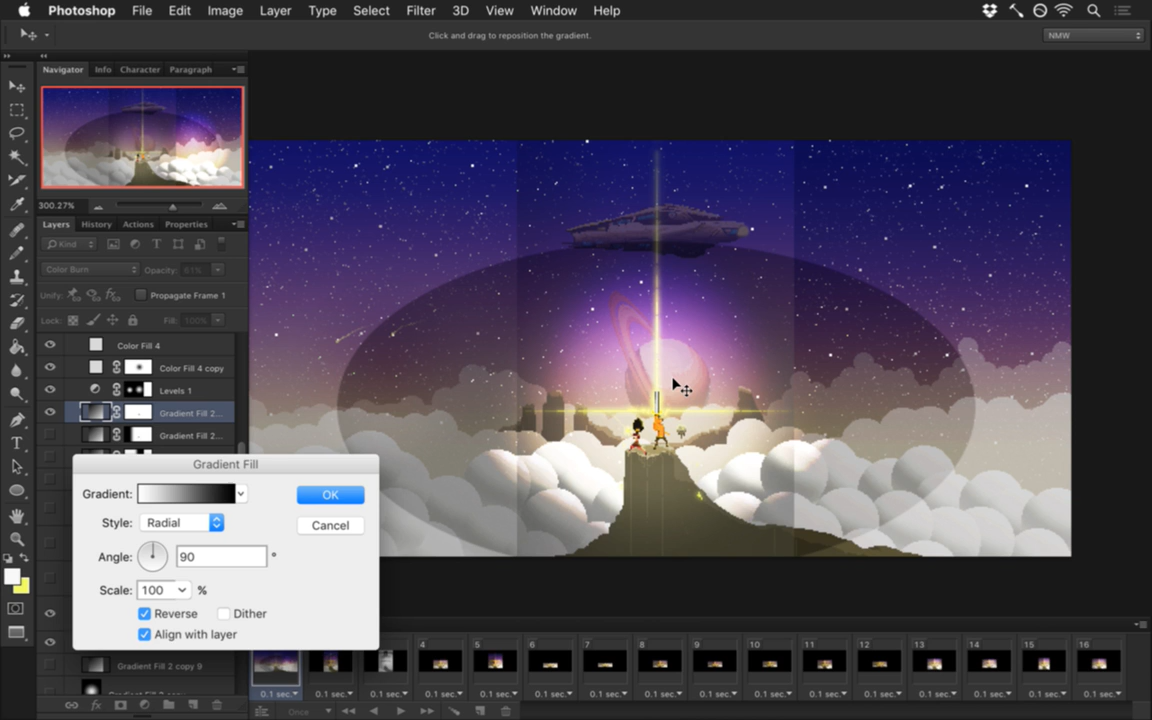 Photoshop File Edit Image Layer Type Select Filter 3D View Window Help
Click and drag to reposition the gradient.
NMW
Navigator Info Character Paragraph
300.27%
Layers History Actions Properties
Kind
Color Burn Opacity: 61%
Unify: Propagate Frame 1
Lock: Fill: 100%
Color Fill 4
Color Fill 4 copy
Levels 1
Gradient Fill 2...
Gradient Fill 2...
Gradient Fill
Gradient:
OK
Style: Radial
Cancel
Angle: 90 °
Scale: 100 %
Reverse Dither
Align with layer
Gradient Fill 2 copy 9
4 5 6 7 8 9 10 11 12 13 14 15 16
0.1 sec. 0.1 sec. 0.1 sec. 0.1 sec. 0.1 sec. 0.1 sec. 0.1 sec. 0.1 sec. 0.1 sec. 0.1 sec. 0.1 sec. 0.1 sec. 0.1 sec. 0.1 sec. 0.1 sec. 0.1 sec.
Once